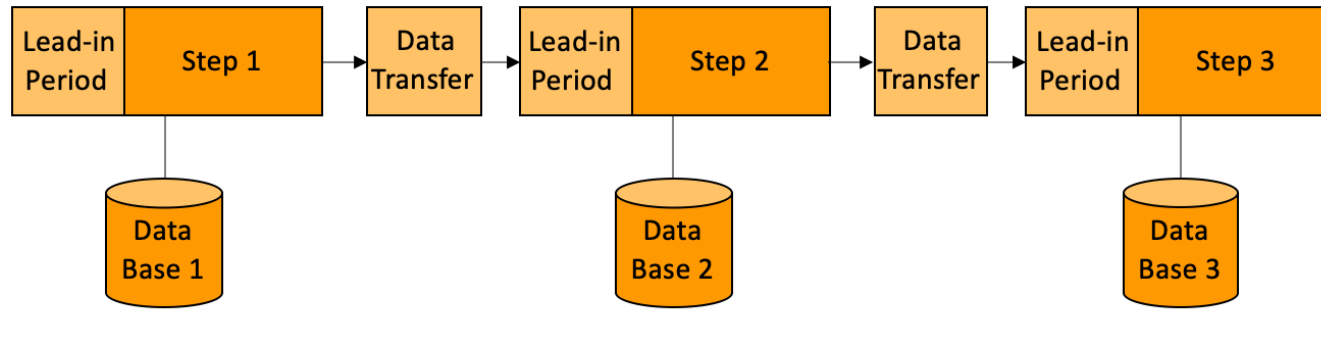 Lead-in
Period
Step 1
Data
Transfer
Lead-in
Period
Step 2
Data
Transfer
Lead-in
Period
Step 3
Data
Base 1
Data
Base 2
Data
Base 3